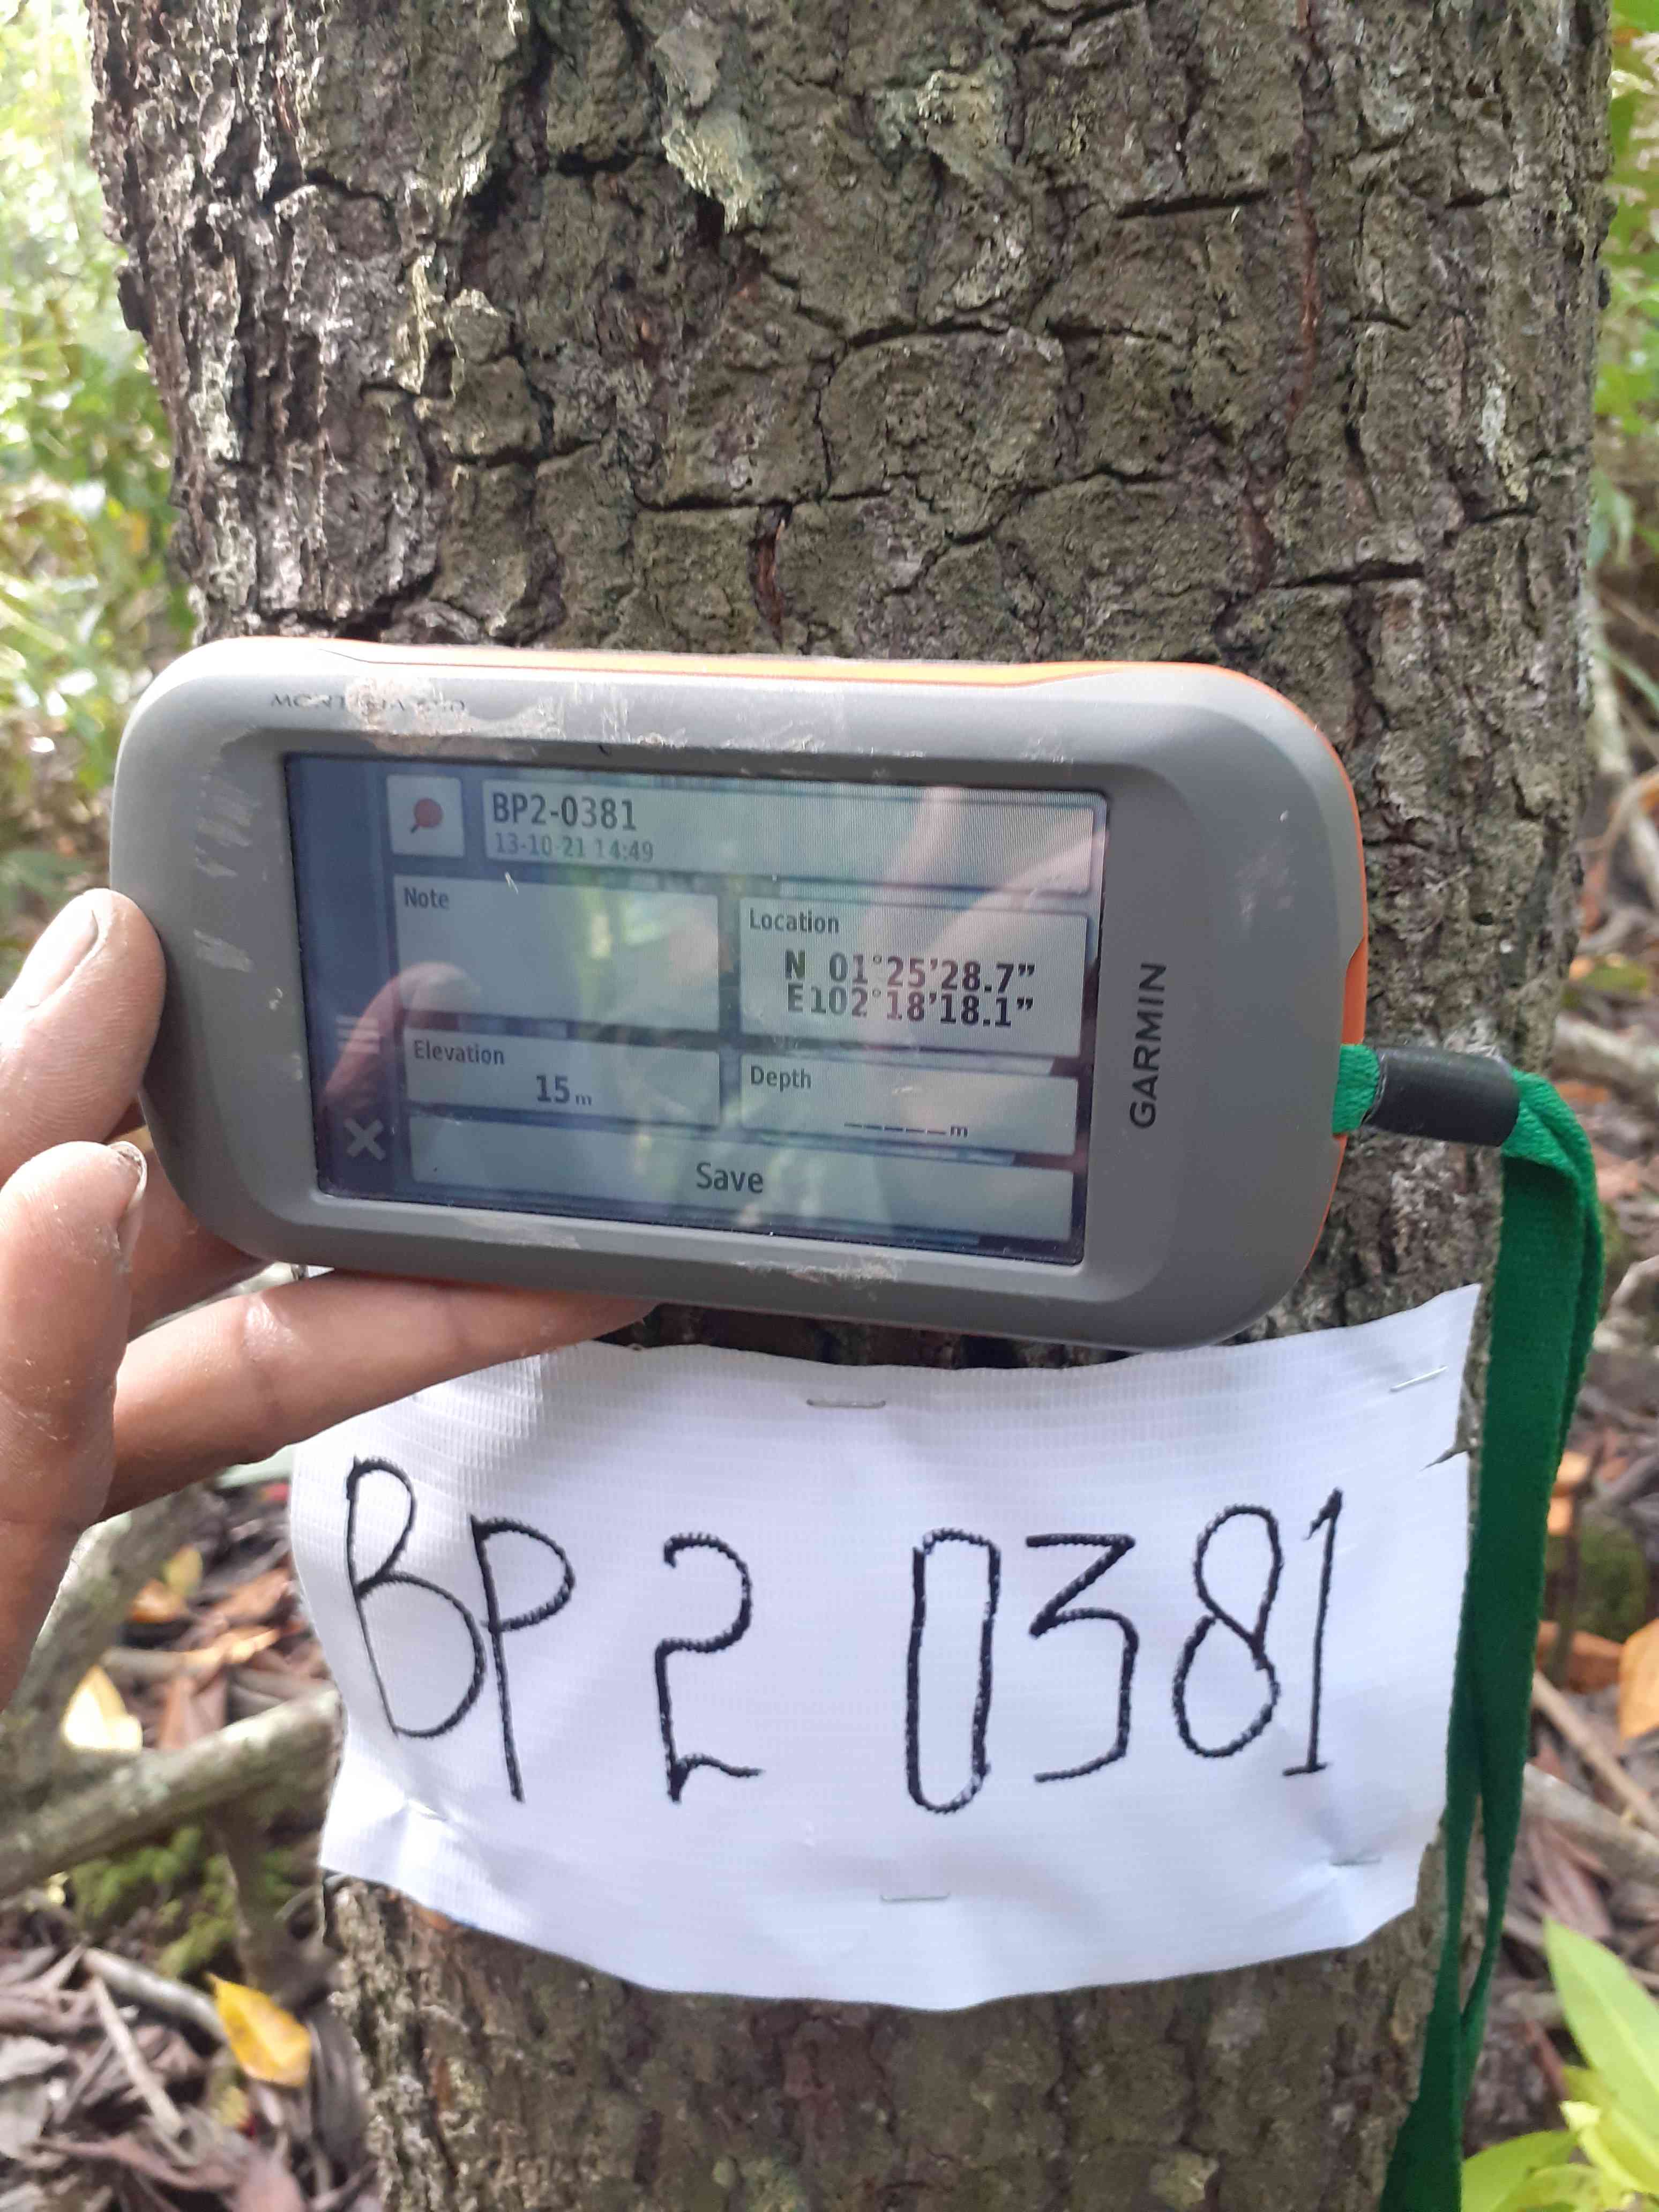 BP2-0381
13-10-21 14:49
Note
Location
N 01°25'28.7"
E102°18'18.1"
Elevation
15 m
Depth
_____m
Save
GARMIN
BP 2 0381